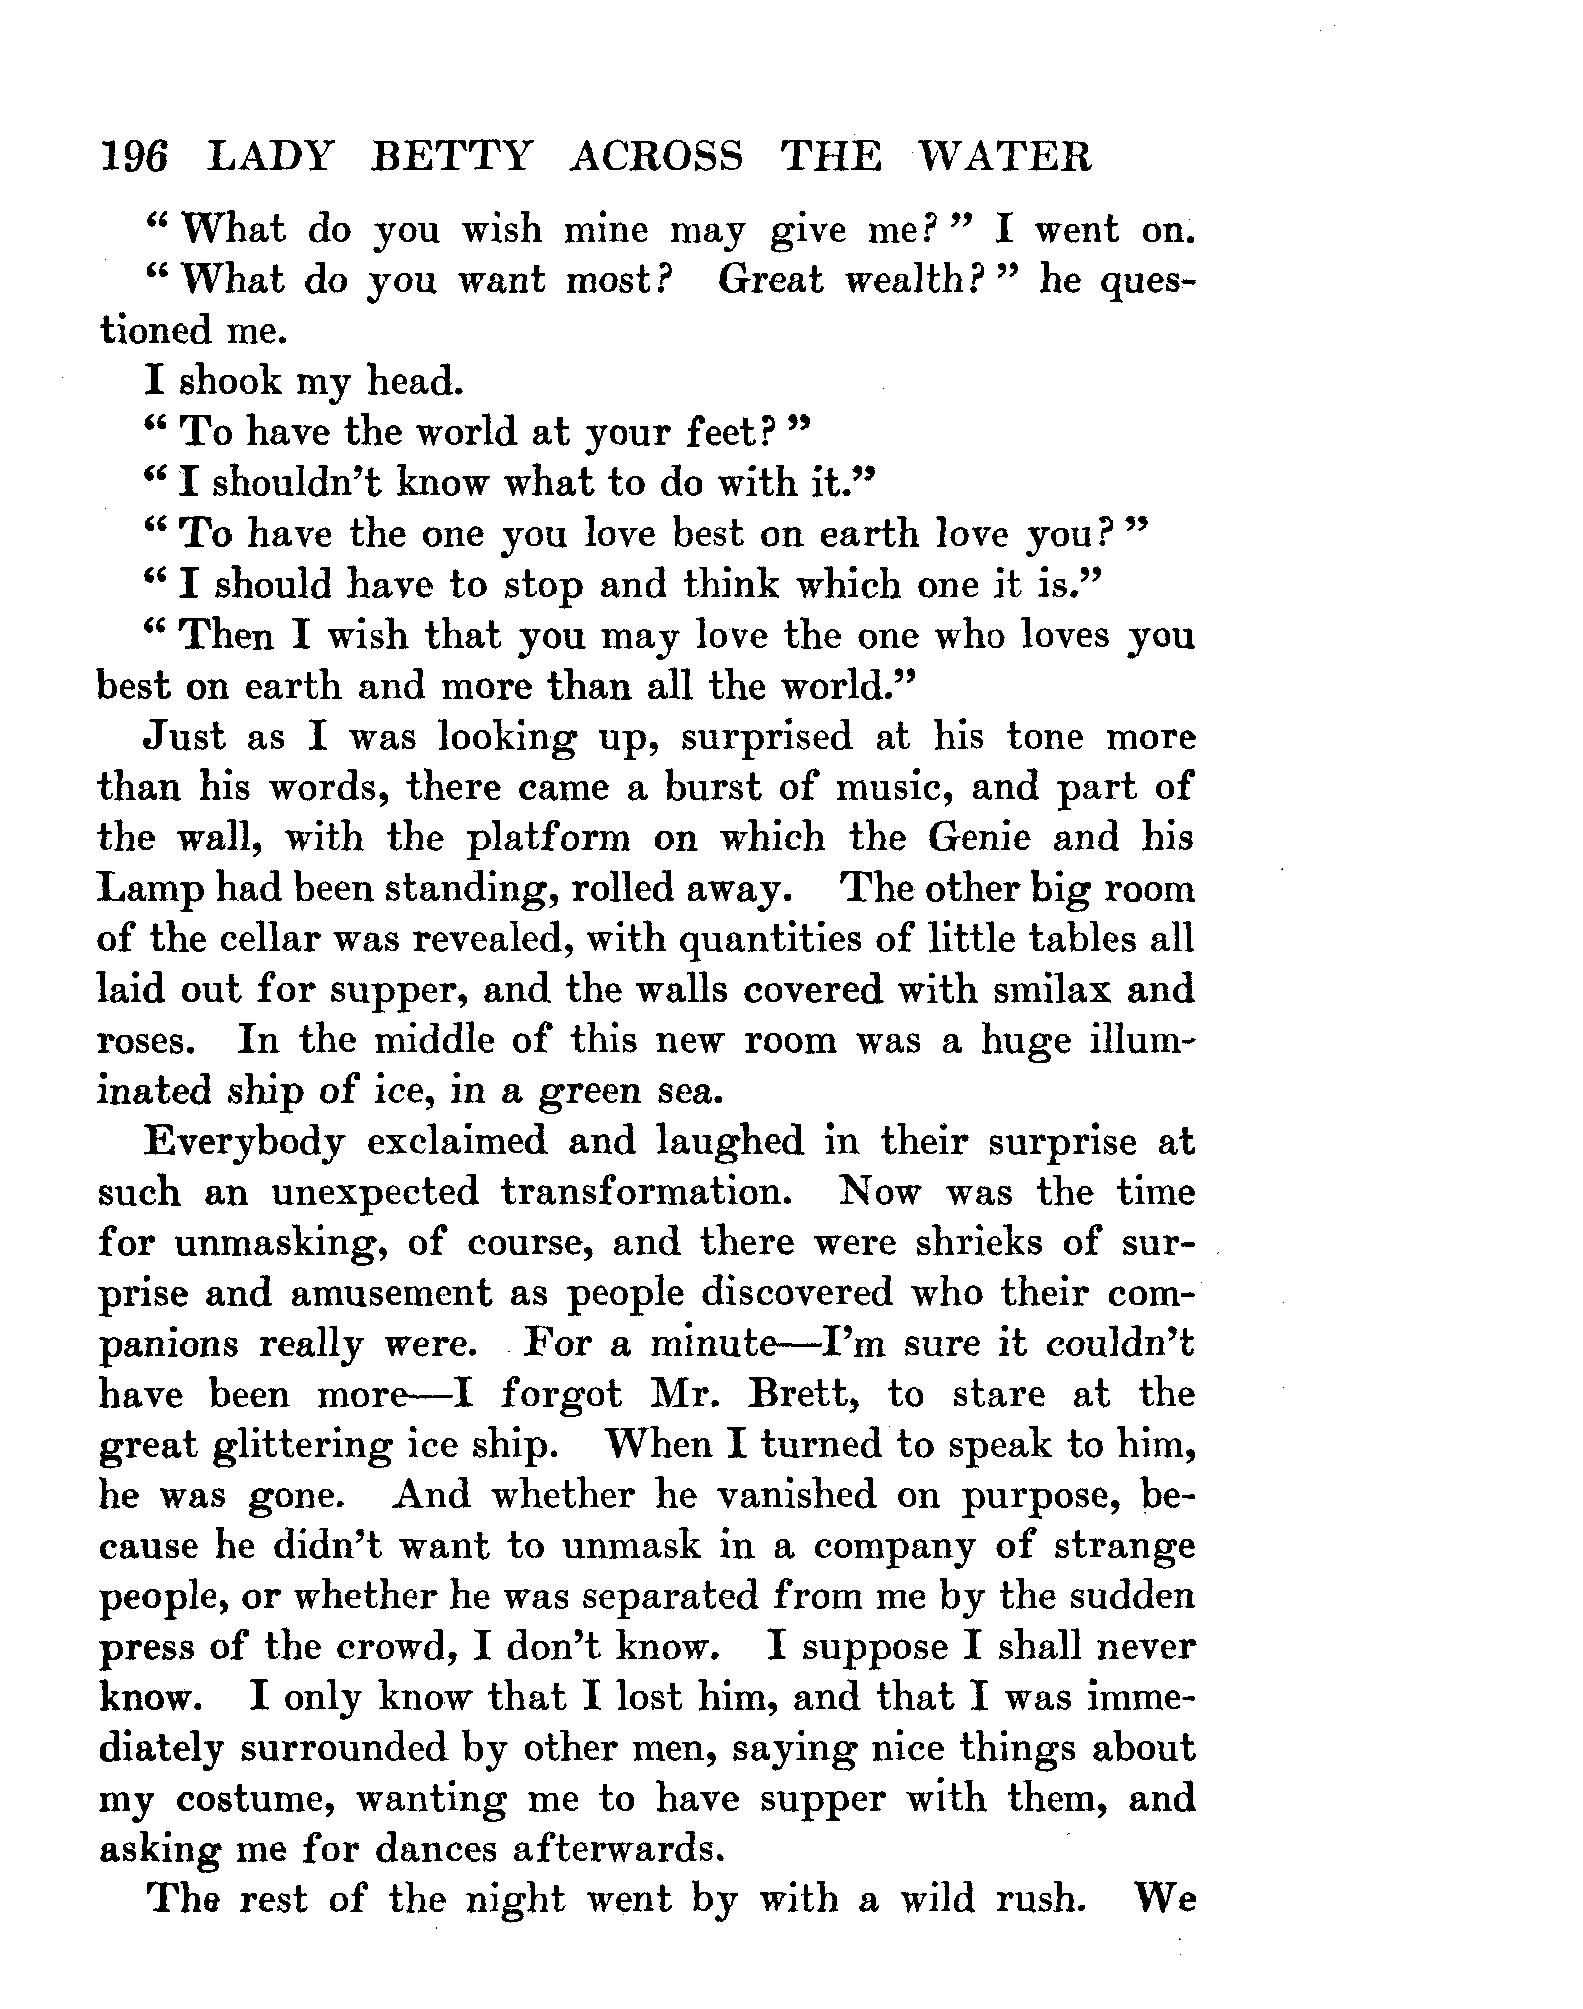 196 LADY BETTY ACROSS THE WATER
“ What do you wish mine may give me? ” I went on.
“ What do you want most? Great wealth? ” he ques-
tioned me.
I shook my head.
“ To have the world at your feet? ”
“ I shouldn’t know what to do with it.”
“ To have the one you love best on earth love you? ”
“ I should have to stop and think which one it is.”
“ Then I wish that you may love the one who loves you
best on earth and more than all the world.”
Just as I was looking up, surprised at his tone more
than his words, there came a burst of music, and part of
the wall, with the platform on which the Genie and his
Lamp had been standing, rolled away. The other big room
of the cellar was revealed, with quantities of little tables all
laid out for supper, and the walls covered with smilax and
roses. In the middle of this new room was a huge illum-
inated ship of ice, in a green sea.
Everybody exclaimed and laughed in their surprise at
such an unexpected transformation. Now was the time
for unmasking, of course, and there were shrieks of sur-
prise and amusement as people discovered who their com-
panions really were. For a minute—I’m sure it couldn’t
have been more—I forgot Mr. Brett, to stare at the
great glittering ice ship. When I turned to speak to him,
he was gone. And whether he vanished on purpose, be-
cause he didn’t want to unmask in a company of strange
people, or whether he was separated from me by the sudden
press of the crowd, I don’t know. I suppose I shall never
know. I only know that I lost him, and that I was imme-
diately surrounded by other men, saying nice things about
my costume, wanting me to have supper with them, and
asking me for dances afterwards.
The rest of the night went by with a wild rush. We